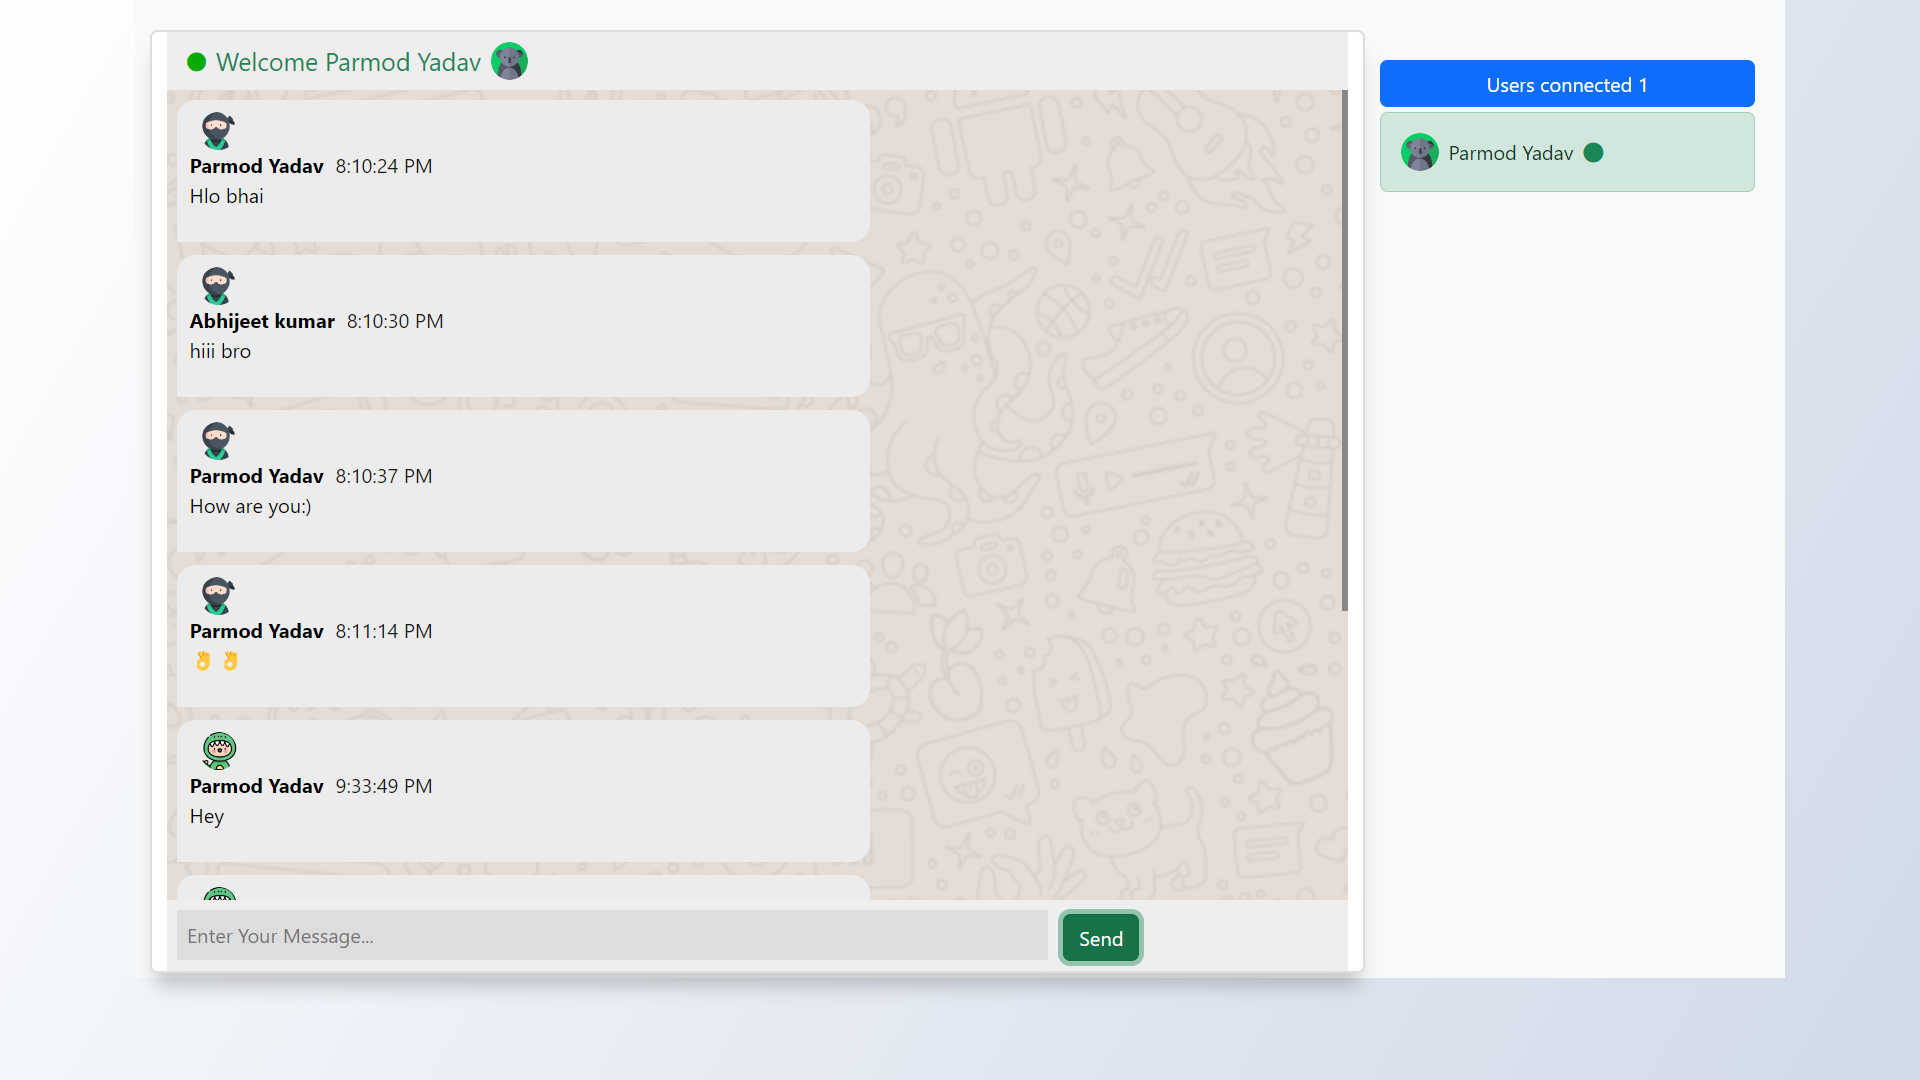 Welcome Parmod Yadav
Users connected 1
Parmod Yadav
Parmod Yadav 8:10:24 PM
Hlo bhai
Abhijeet kumar 8:10:30 PM
hiii bro
Parmod Yadav 8:10:37 PM
How are you:)
Parmod Yadav 8:11:14 PM
👌 👌
Parmod Yadav 9:33:49 PM
Hey
Enter Your Message...
Send